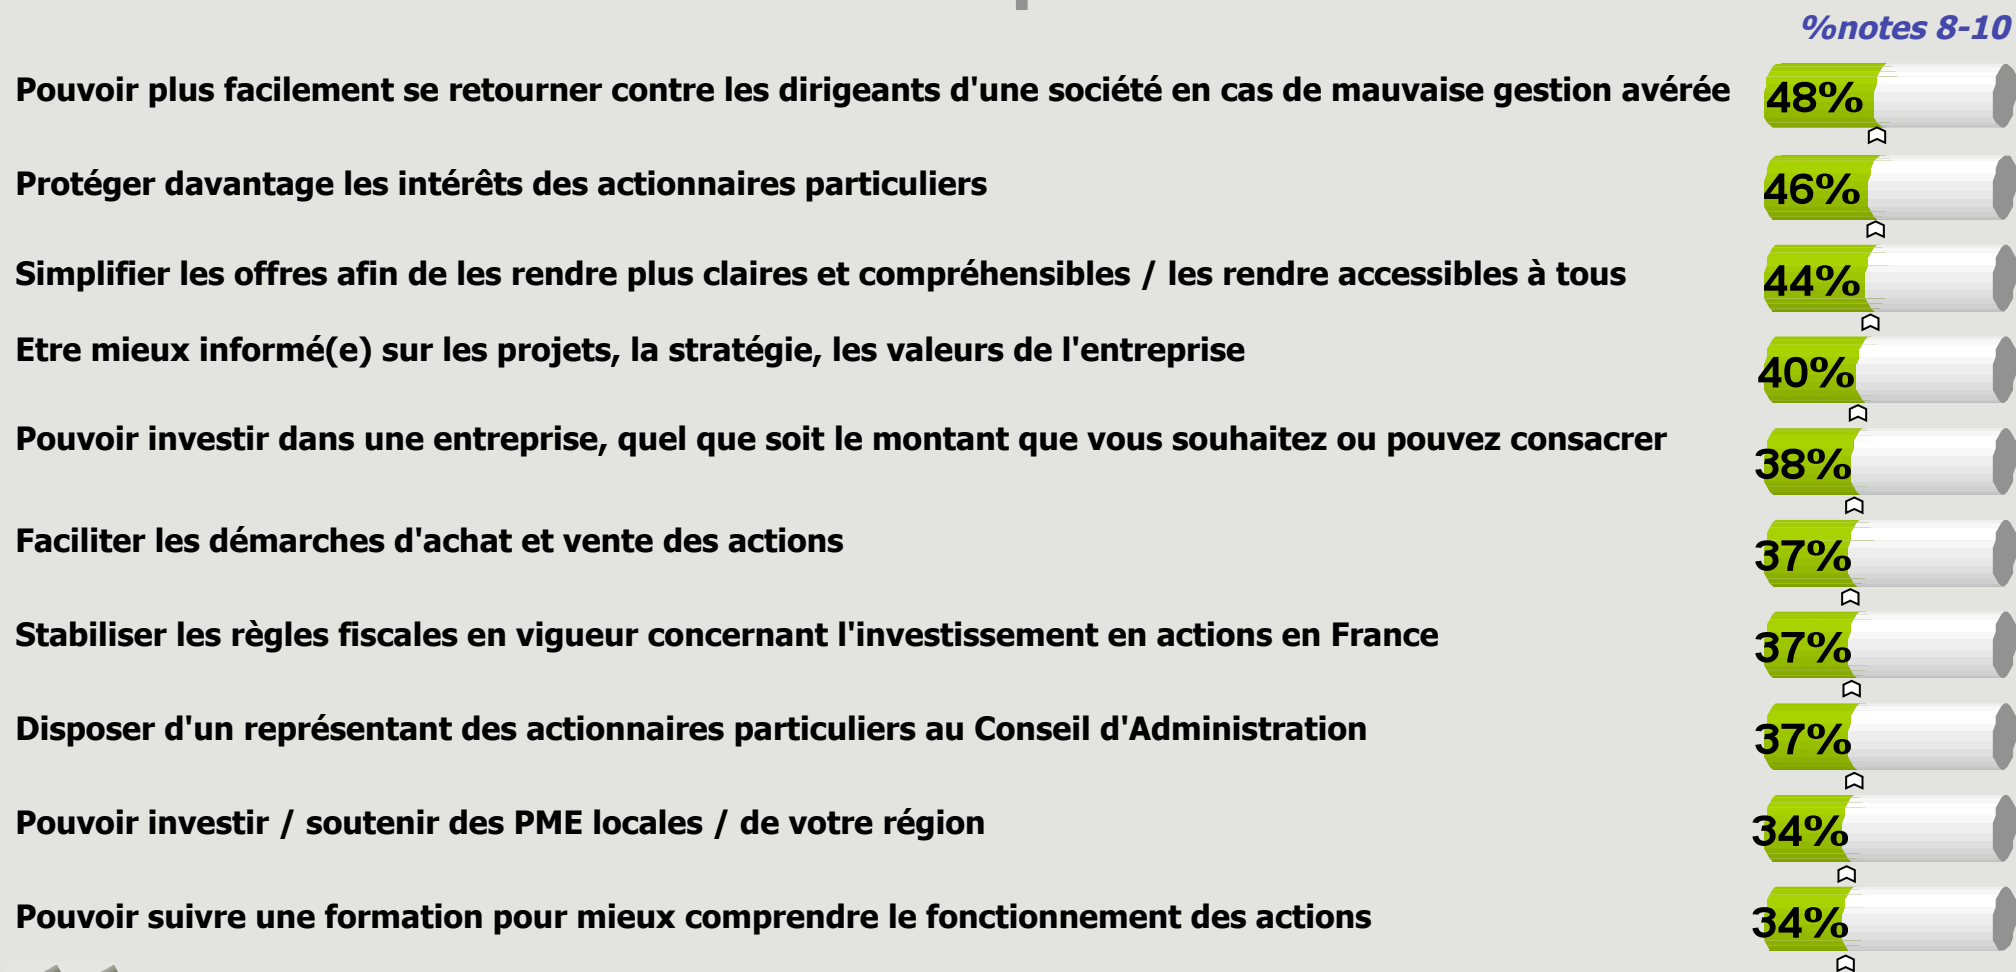 %notes 8-10
Pouvoir plus facilement se retourner contre les dirigeants d'une société en cas de mauvaise gestion avérée 48%
Protéger davantage les intérêts des actionnaires particuliers 46%
Simplifier les offres afin de les rendre plus claires et compréhensibles / les rendre accessibles à tous 44%
Etre mieux informé(e) sur les projets, la stratégie, les valeurs de l'entreprise 40%
Pouvoir investir dans une entreprise, quel que soit le montant que vous souhaitez ou pouvez consacrer 38%
Faciliter les démarches d'achat et vente des actions 37%
Stabiliser les règles fiscales en vigueur concernant l'investissement en actions en France 37%
Disposer d'un représentant des actionnaires particuliers au Conseil d'Administration 37%
Pouvoir investir / soutenir des PME locales / de votre région 34%
Pouvoir suivre une formation pour mieux comprendre le fonctionnement des actions 34%